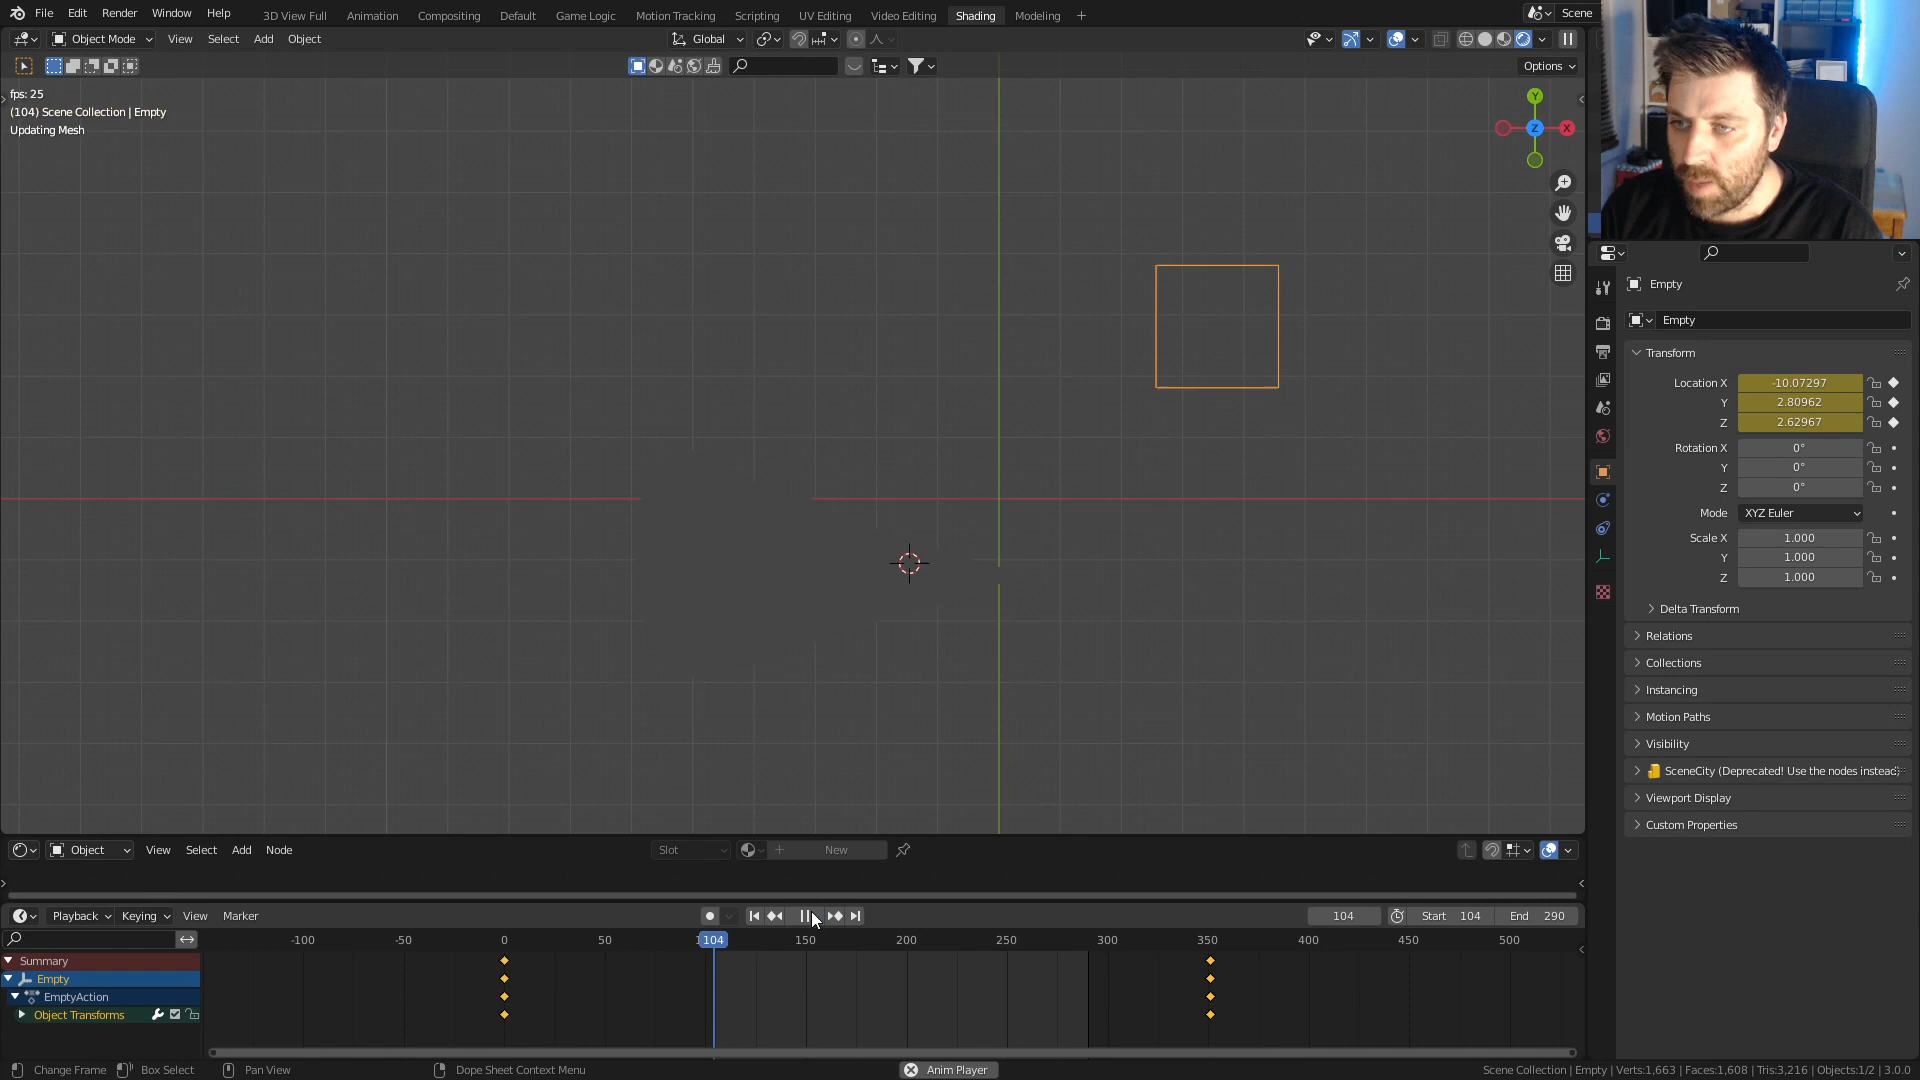 File Edit Render Window Help 3D View Full Animation Compositing Default Game Logic Motion Tracking Scripting UV Editing Video Editing Shading Modeling + Scene
Object Mode View Select Add Object Global
Options
fps: 25
(104) Scene Collection | Empty
Updating Mesh
Y
Z X
Empty
Empty
Transform
Location X -10.07297
Y 2.80962
Z 2.62967
Rotation X 0°
Y 0°
Z 0°
Mode XYZ Euler
Scale X 1.000
Y 1.000
Z 1.000
Delta Transform
Relations
Collections
Instancing
Motion Paths
Visibility
SceneCity (Deprecated! Use the nodes instead
Viewport Display
Custom Properties
Object View Select Add Node Slot New
Playback Keying View Marker 104 Start 104 End 290
-100 -50 0 50 104 150 200 250 300 350 400 450 500
Summary
Empty
EmptyAction
Object Transforms
Change Frame Box Select Pan View Dope Sheet Context Menu Anim Player Scene Collection | Empty | Verts:1,663 | Faces:1,608 | Tris:3,216 | Objects:1/2 | 3.0.0